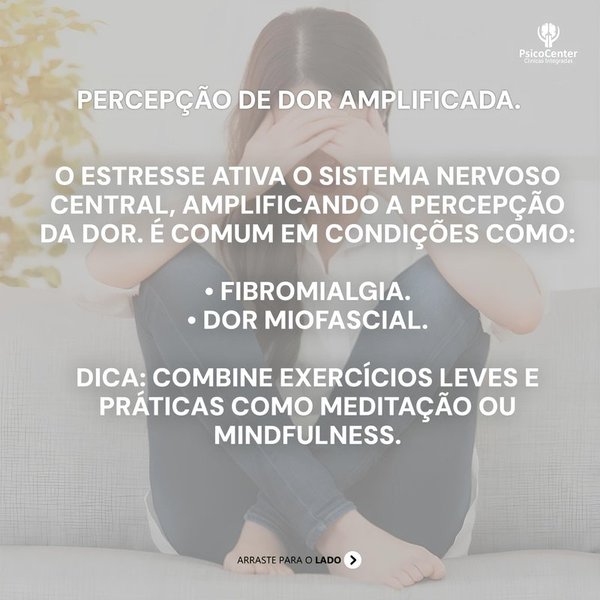 PsicoCenter
Clínicas Integradas
PERCEPÇÃO DE DOR AMPLIFICADA.
O ESTRESSE ATIVA O SISTEMA NERVOSO
CENTRAL, AMPLIFICANDO A PERCEPÇÃO
DA DOR. É COMUM EM CONDIÇÕES COMO:
• FIBROMIALGIA.
• DOR MIOFASCIAL.
DICA: COMBINE EXERCÍCIOS LEVES E
PRÁTICAS COMO MEDITAÇÃO OU
MINDFULNESS.
ARRASTE PARA O LADO